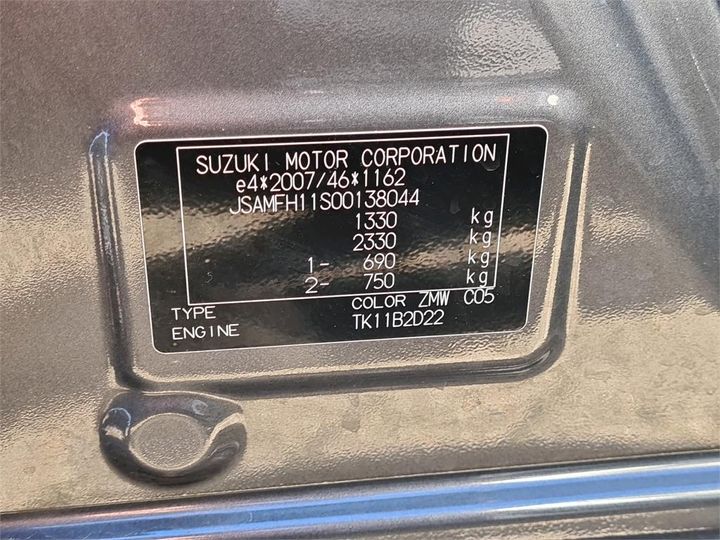 SUZUKI MOTOR CORPORATION
e4*2007/46*1162
JSAMFH11S00138044
1330 kg
2330 kg
1- 690 kg
2- 750 kg
COLOR ZMW C05
TYPE TK11B2D22
ENGINE